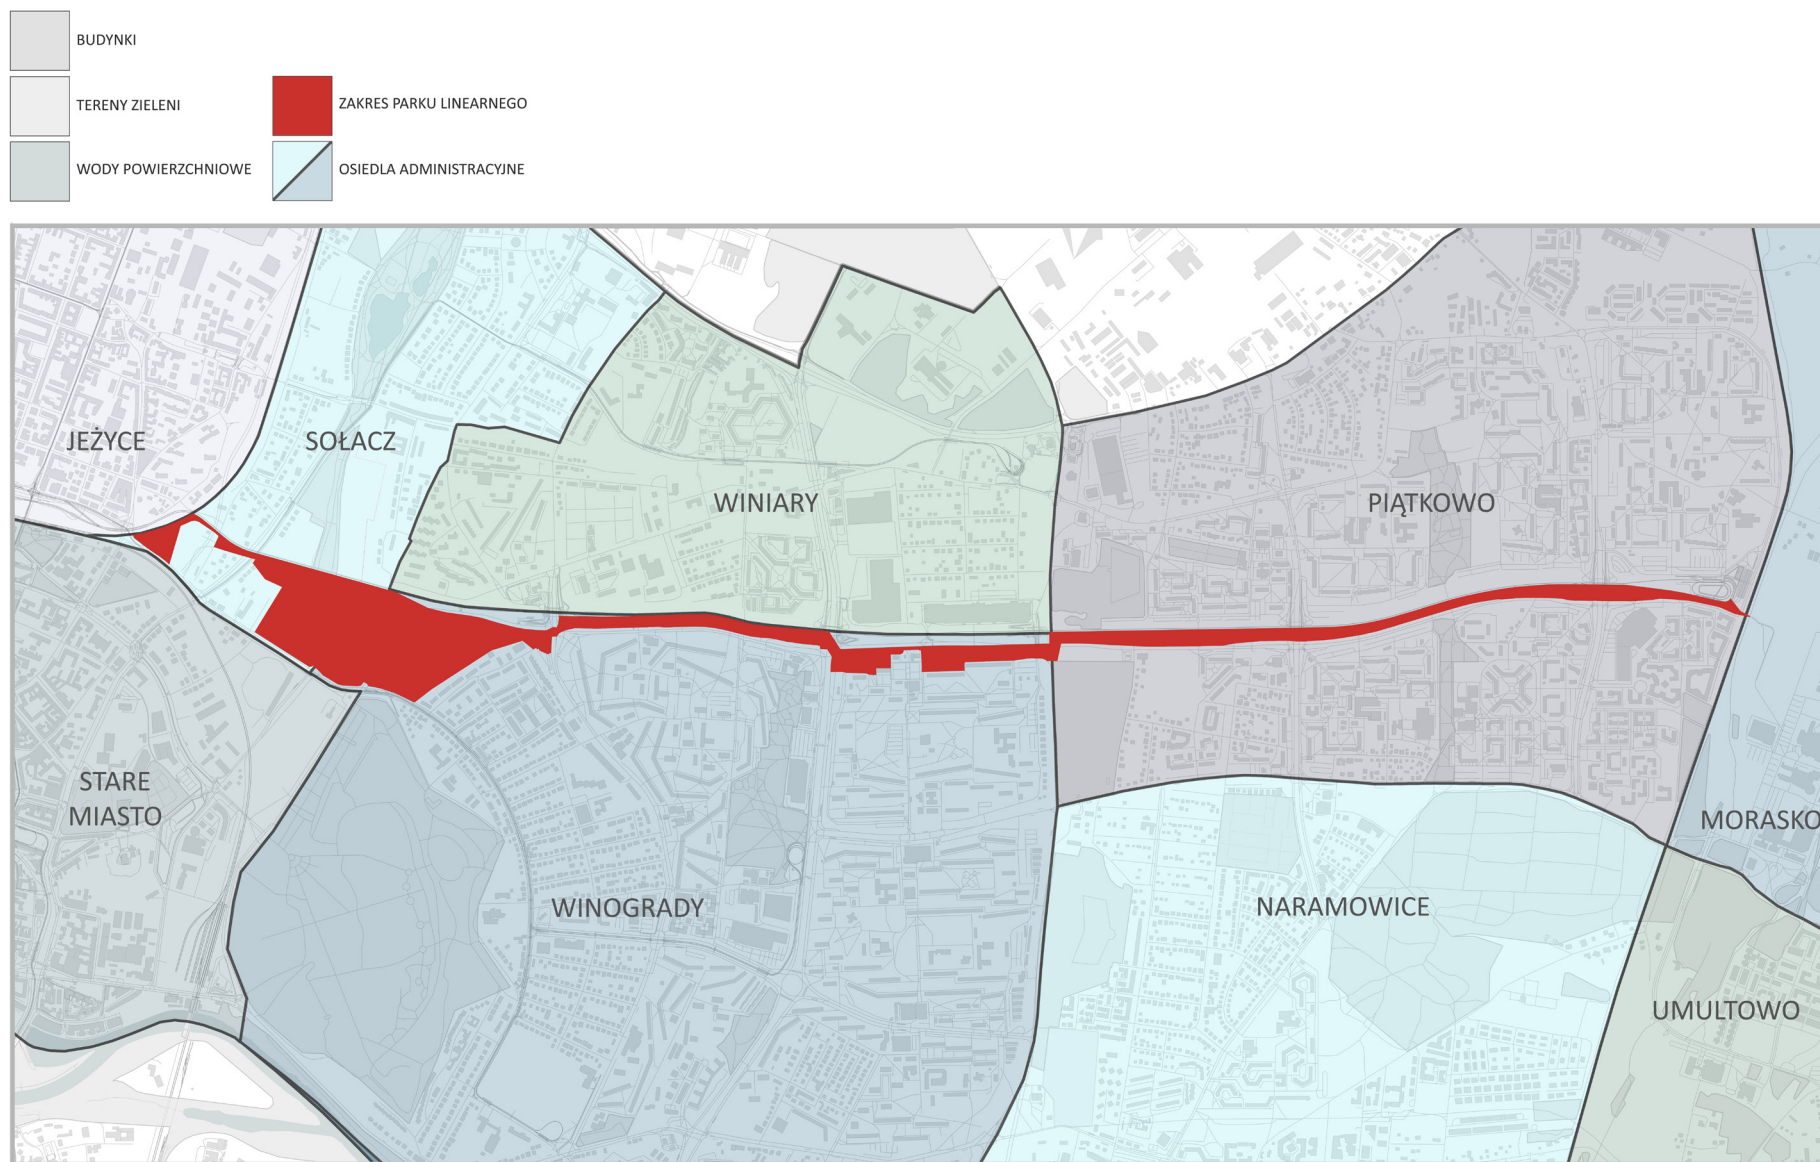 BUDYNKI
TERENY ZIELENI
ZAKRES PARKU LINEARNEGO
WODY POWIERZCHNIOWE
OSIEDLA ADMINISTRACYJNE
JEŻYCE
SOŁACZ
WINIARY
PIĄTKOWO
STARE
MIASTO
MORASKO
WINOGRADY
NARAMOWICE
UMULTOWO